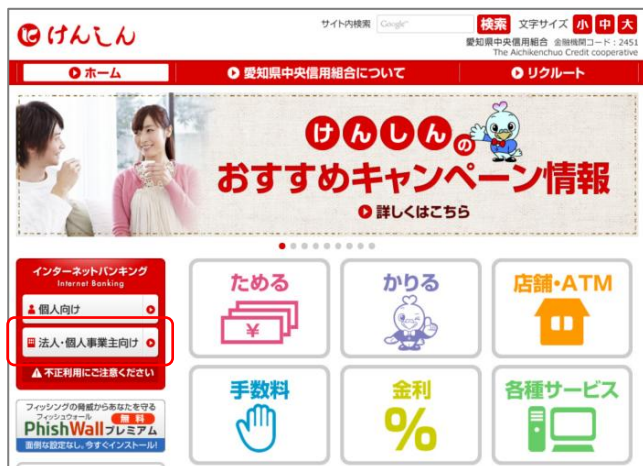 けんしん
サイト内検索 Google 検索 文字サイズ 小 中 大
愛知県中央信用組合 金融機関コード:2451
The Aichikenchuo Credit cooperative
ホーム 愛知県中央信用組合について リクルート
けんしんの
おすすめキャンペーン情報
詳しくはこちら
インターネットバンキング
Internet Banking
個人向け
法人・個人事業主向け
不正利用にご注意ください
フィッシングの脅威からあなたを守る
フィッシュウォール 無料
PhishWallプレミアム
面倒な設定なし。今すぐインストール!
ためる
¥
かりる
店舗・ATM
手数料
金利
%
各種サービス